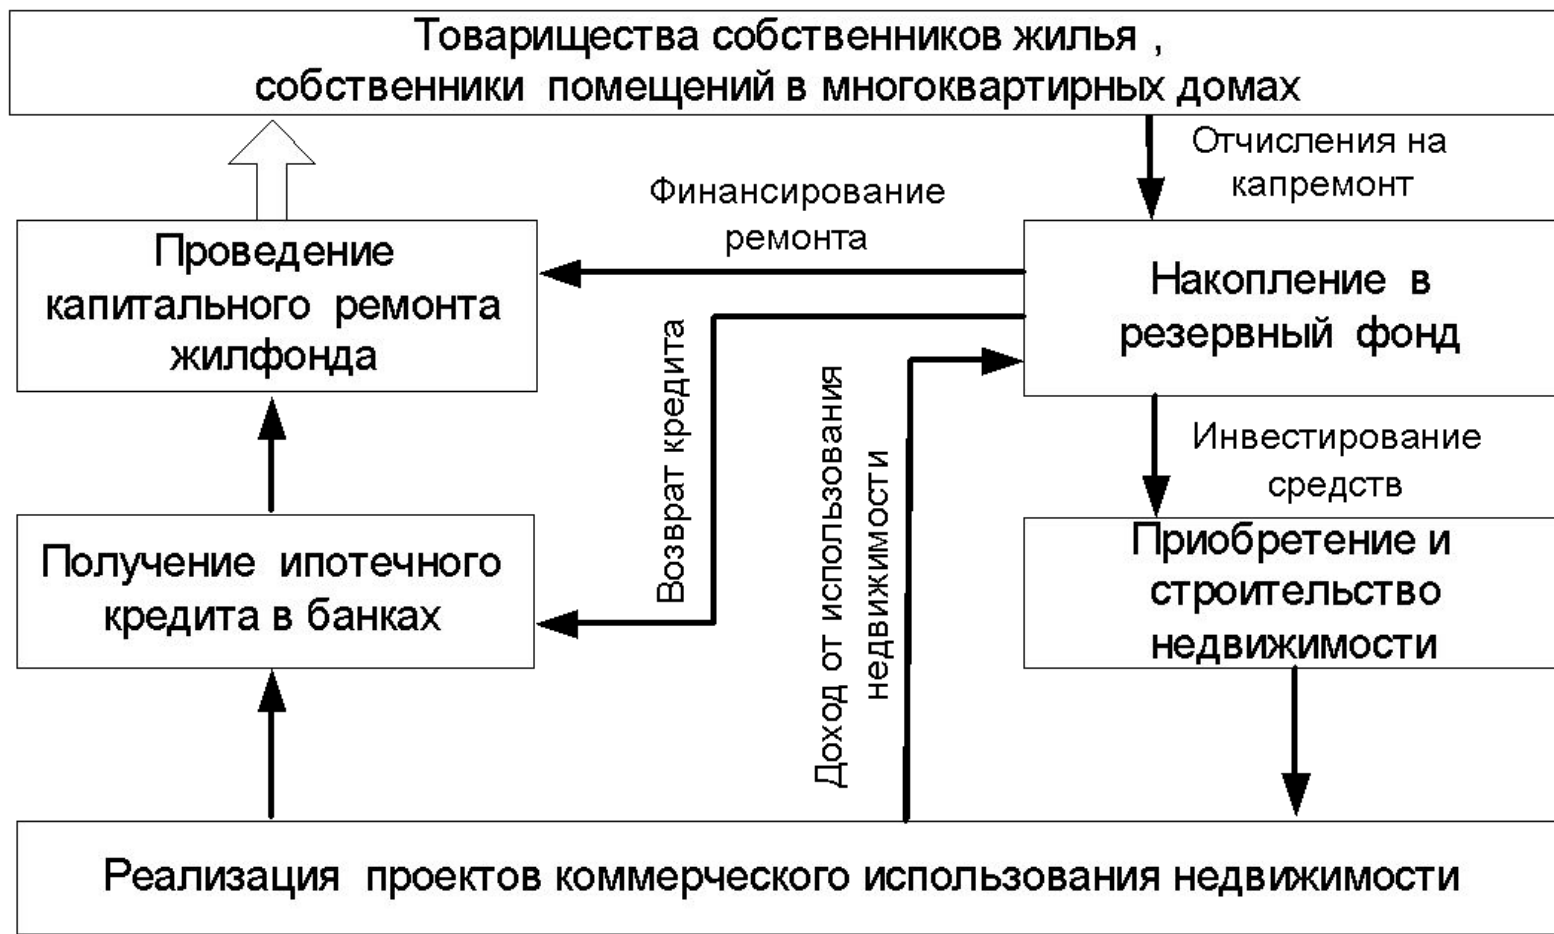 Товарищества собственников жилья ,
собственники помещений в многоквартирных домах
Отчисления на
капремонт
Финансирование
ремонта
Проведение
капитального ремонта
жилфонда
Накопление в
резервный фонд
Возврат кредита
Доход от использования
недвижимости
Инвестирование
средств
Получение ипотечного
кредита в банках
Приобретение и
строительство
недвижимости
Реализация проектов коммерческого использования недвижимости